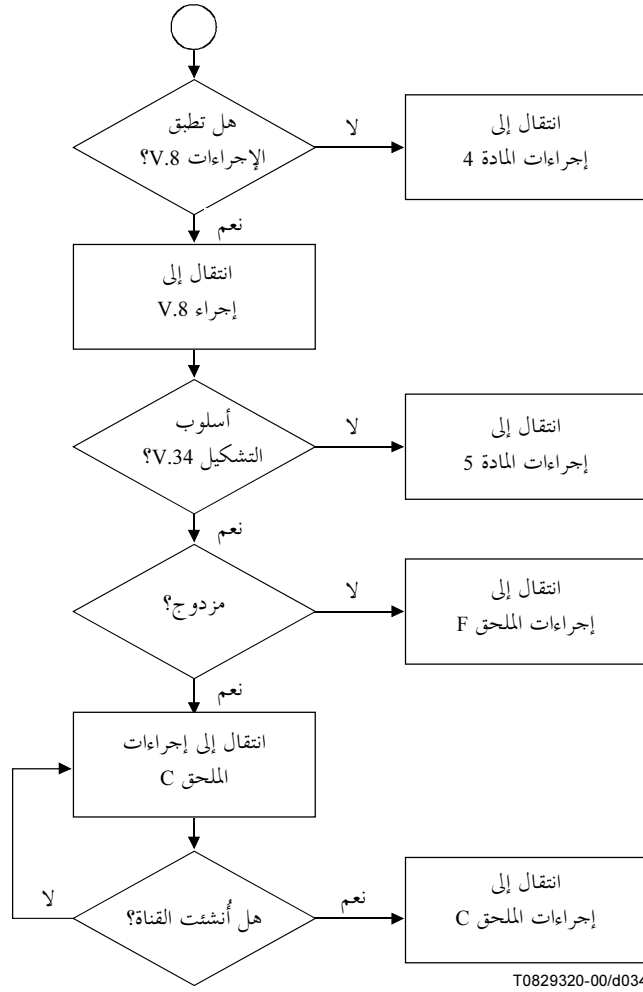 هل تطبق
الإجراءات V.8؟
لا
انتقال إلى
إجراءات المادة 4
نعم
انتقال إلى
إجراء V.8
أسلوب
التشكيل V.34؟
لا
انتقال إلى
إجراءات المادة 5
نعم
مزدوج؟
لا
انتقال إلى
إجراءات الملحق F
نعم
انتقال إلى إجراءات
الملحق C
هل أُنشئت القناة؟
لا
نعم
انتقال إلى
إجراءات الملحق C
T0829320-00/d034